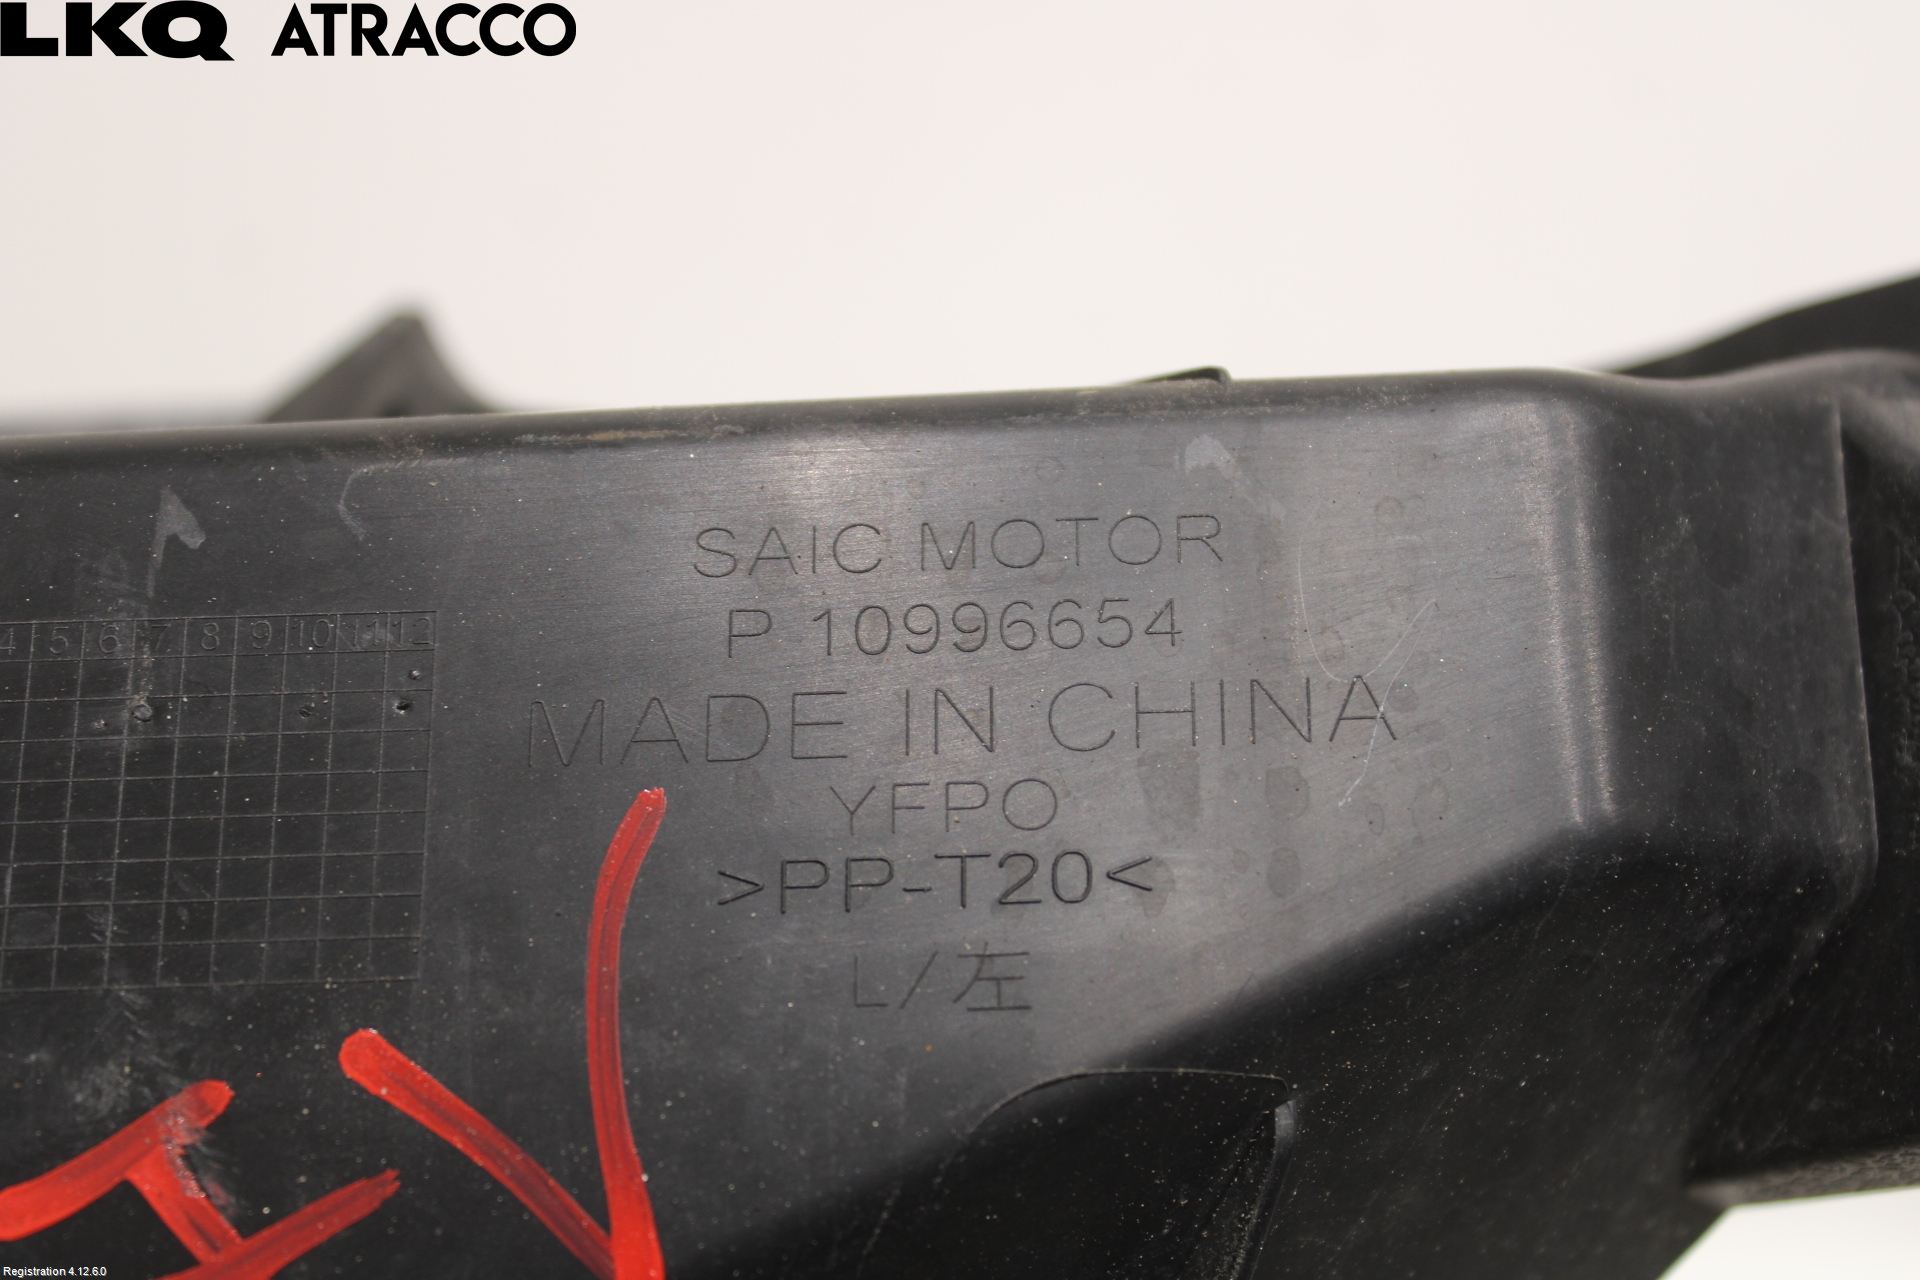 LKQ ATRACCO
SAIC MOTOR
P 10996654
4 5 6 7 8 9 10 11 12
MADE IN CHINA
YFPO
>PP-T20<
L/左
Registration 4.12.6.0